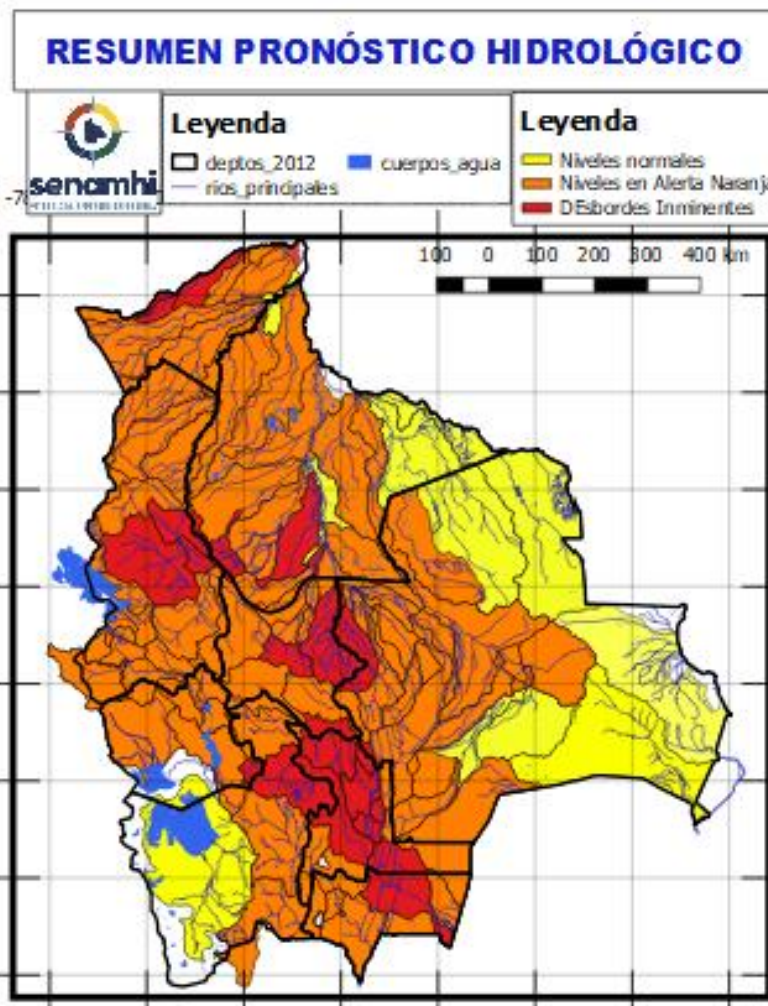 RESUMEN PRONÓSTICO HIDROLÓGICO
senamhi
Leyenda
deptos_2012
cuerpos_agua
rios_principales
Leyenda
Niveles normales
Niveles en Alerta Naranja
DEsbordes Inminentes
100 0 100 200 300 400 km